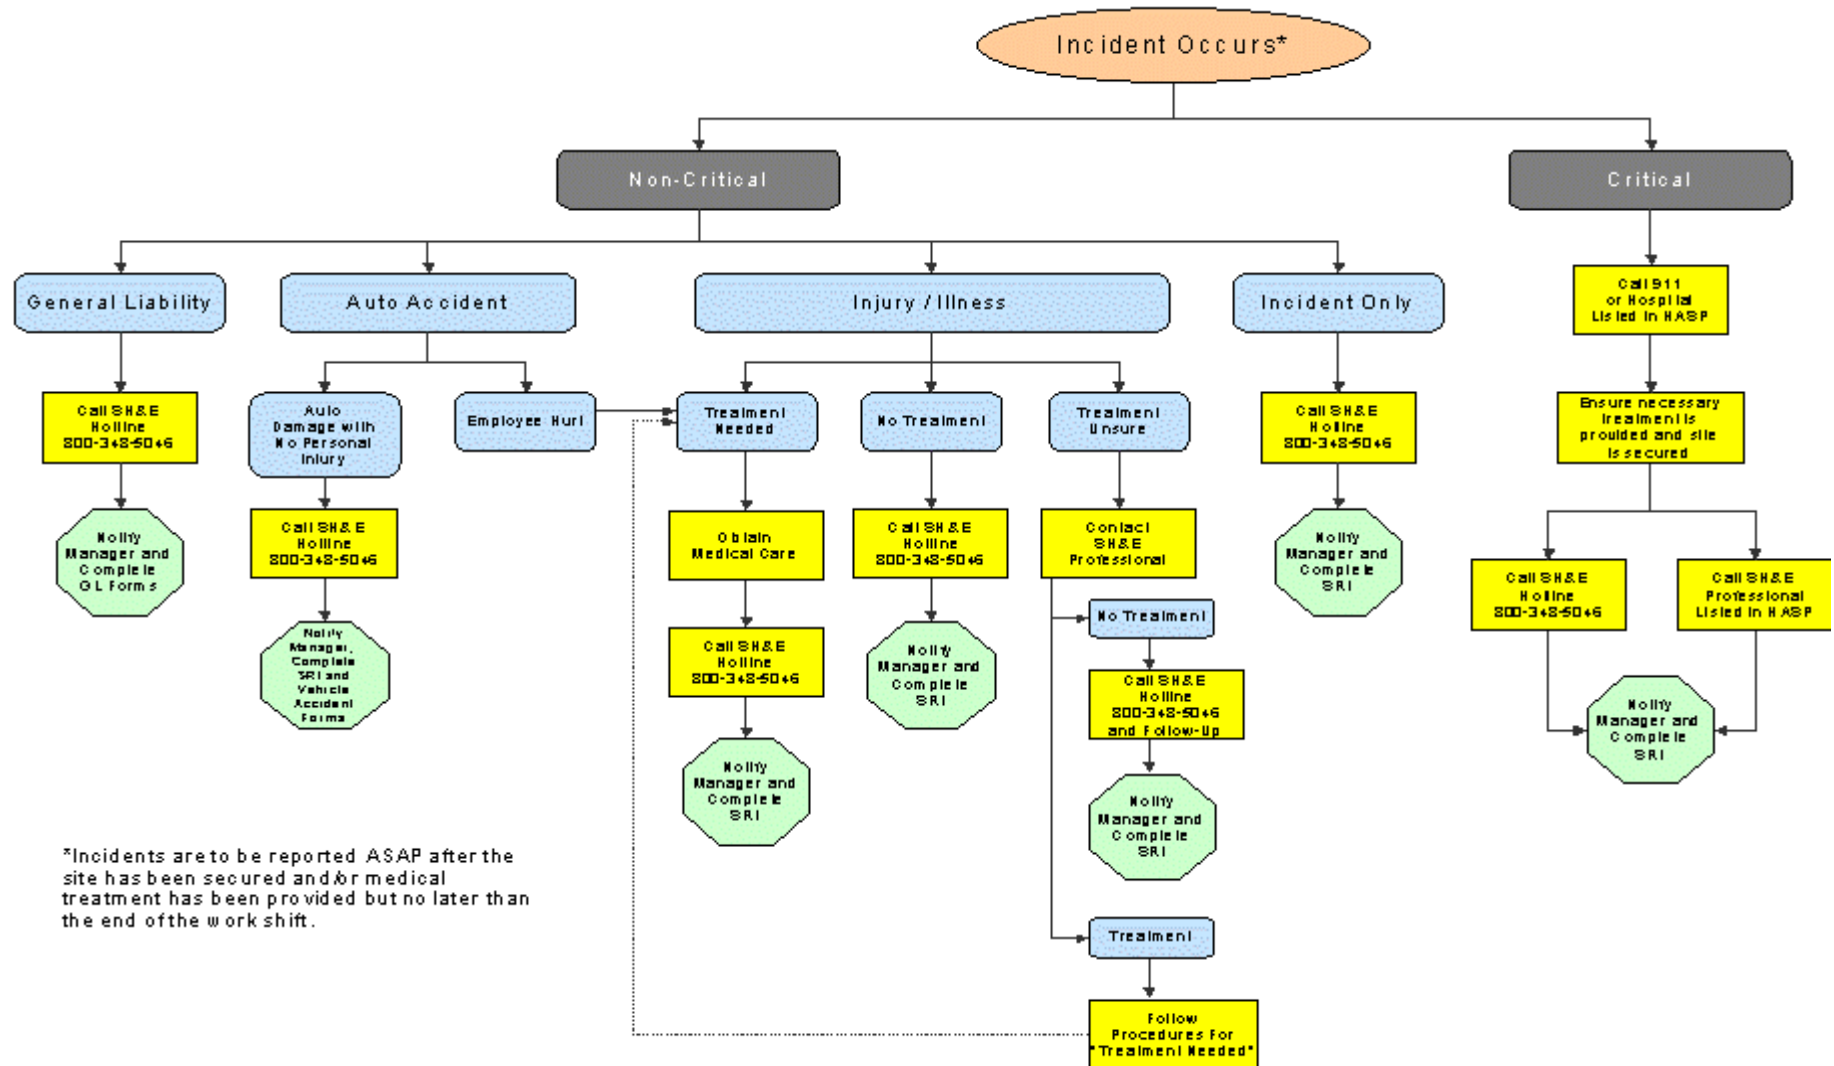 Incident Occurs*
Non-Critical
Critical
General Liability
Auto Accident
Injury / Illness
Incident Only
Call 911
or Hospital
Listed in HASP
Call SH&E
Hotline
800-348-5046
Auto
Damage with
No Personal
Injury
Employee Hurt
Treatment
Needed
No Treatment
Treatment
Unsure
Call SH&E
Hotline
800-348-5046
Ensure necessary
treatment is
provided and site
is secured
Notify
Manager and
Complete
GL Forms
Call SH&E
Hotline
800-348-5046
Obtain
Medical Care
Call SH&E
Hotline
800-348-5046
Contact
SH&E
Professional
Notify
Manager and
Complete
SRI
Call SH&E
Hotline
800-348-5046
Call SH&E
Professional
Listed in HASP
Notify
Manager,
Complete
SRI and
Vehicle
Accident
Forms
Call SH&E
Hotline
800-348-5046
Notify
Manager and
Complete
SRI
No Treatment
Call SH&E
Hotline
800-348-5046
and Follow-Up
Notify
Manager and
Complete
SRI
Notify
Manager and
Complete
SRI
Notify
Manager and
Complete
SRI
*Incidents are to be reported ASAP after the
site has been secured and/or medical
treatment has been provided but no later than
the end of the work shift.
Treatment
Follow
Procedures For
"Treatment Needed"